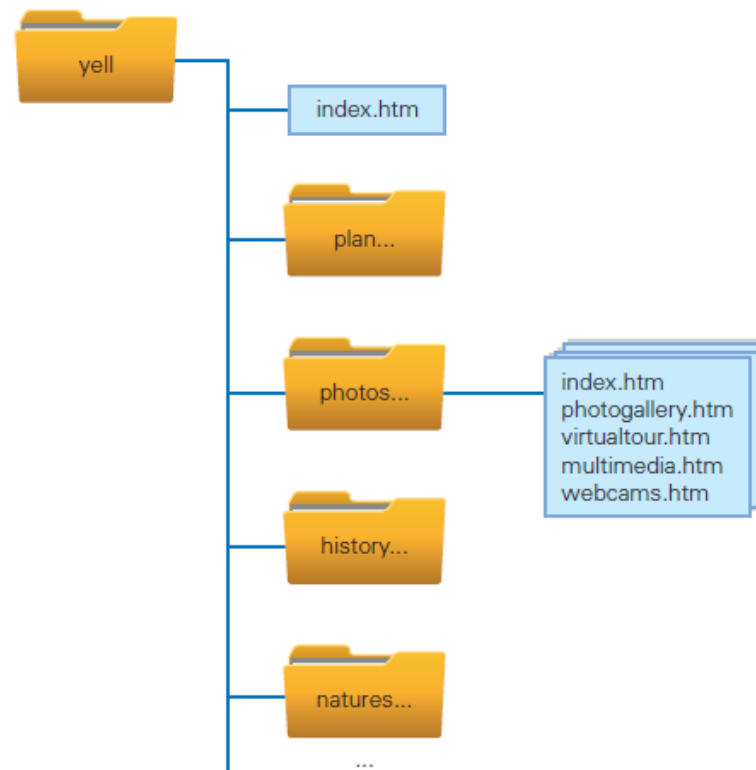 yell
index.htm
plan...
photos...
index.htm
photogallery.htm
virtualtour.htm
multimedia.htm
webcams.htm
history...
natures...
...